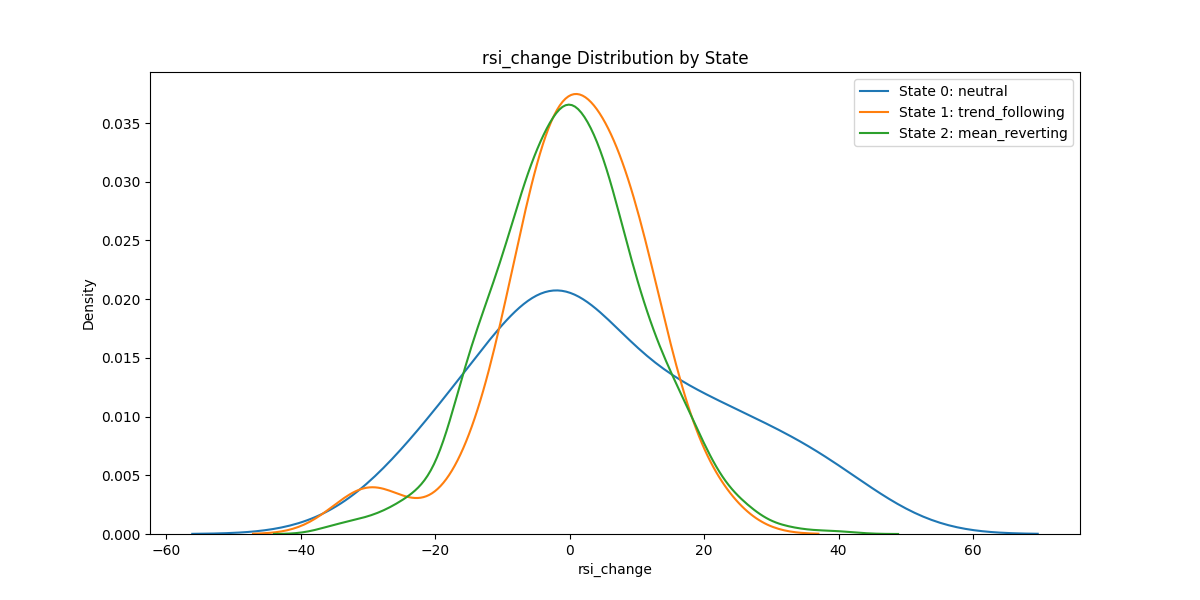 rsi_change Distribution by State
State 0: neutral
State 1: trend_following
State 2: mean_reverting
Density
0.035
0.030
0.025
0.020
0.015
0.010
0.005
0.000
−60 −40 −20 0 20 40 60
rsi_change